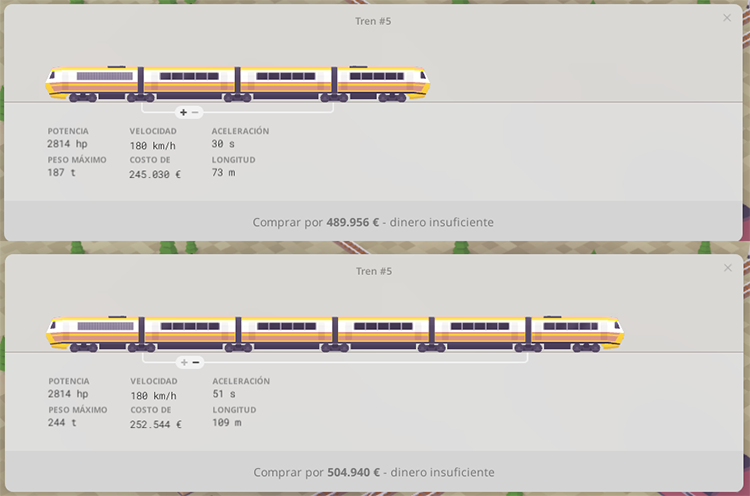 Tren #5
×
+ −
POTENCIA VELOCIDAD ACELERACIÓN
2814 hp 180 km/h 30 s
PESO MÁXIMO COSTO DE LONGITUD
187 t 245.030 € 73 m
Comprar por 489.956 € - dinero insuficiente
Tren #5
×
+ −
POTENCIA VELOCIDAD ACELERACIÓN
2814 hp 180 km/h 51 s
PESO MÁXIMO COSTO DE LONGITUD
244 t 252.544 € 109 m
Comprar por 504.940 € - dinero insuficiente